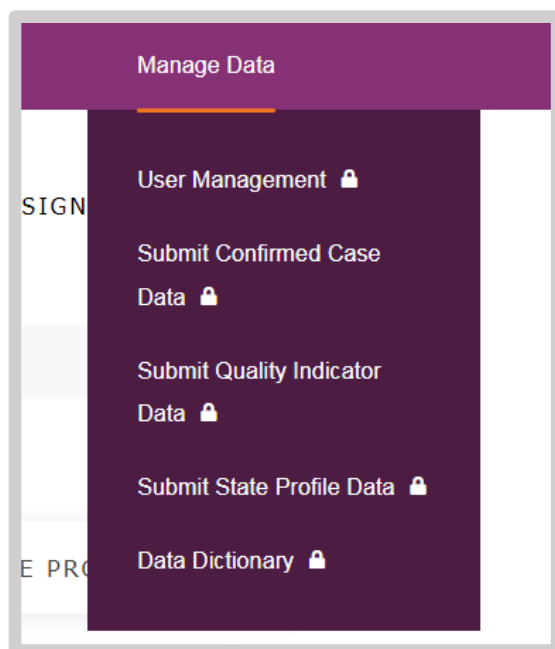 Manage Data
User Management
SIGN
Submit Confirmed Case
Data
Submit Quality Indicator
Data
Submit State Profile Data
E PRO
Data Dictionary